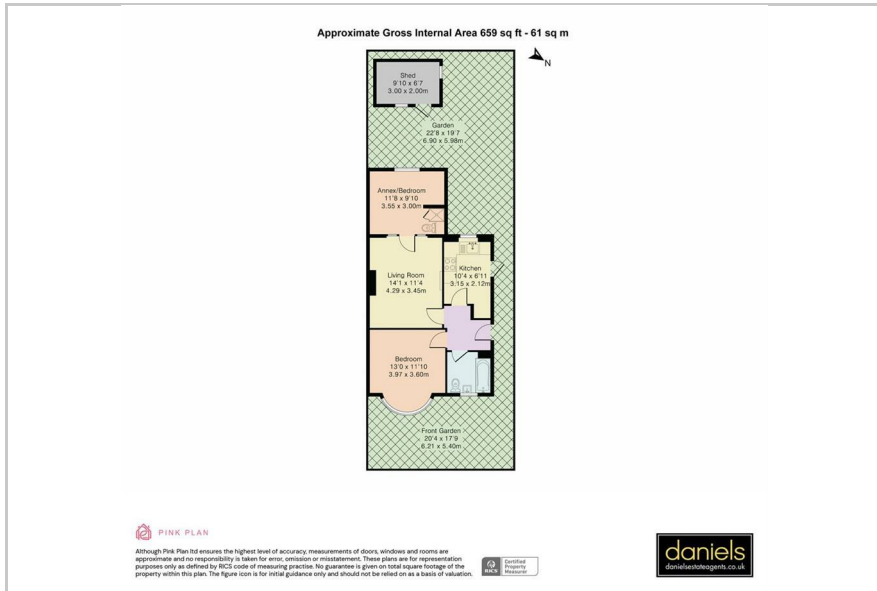 Approximate Gross Internal Area 659 sq ft - 61 sq m
N
Shed
9'10 x 6'7
3.00 x 2.00m
Garden
22'8 x 19'7
6.90 x 5.98m
Annex/Bedroom
11'8 x 9'10
3.55 x 3.00m
Living Room
14'1 x 11'4
4.29 x 3.45m
Kitchen
10'4 x 6'11
3.15 x 2.12m
Bedroom
13'0 x 11'10
3.97 x 3.60m
Front Garden
20'4 x 17'9
6.21 x 5.40m
PINK PLAN
Although Pink Plan ltd ensures the highest level of accuracy, measurements of doors, windows and rooms are
approximate and no responsibility is taken for error, omission or misstatement. These plans are for representation
purposes only as defined by RICS code of measuring practise. No guarantee is given on total square footage of the
property within this plan. The figure icon is for initial guidance only and should not be relied on as a basis of valuation.
RICS
Certified
Property
Measurer
daniels
danielsestateagents.co.uk